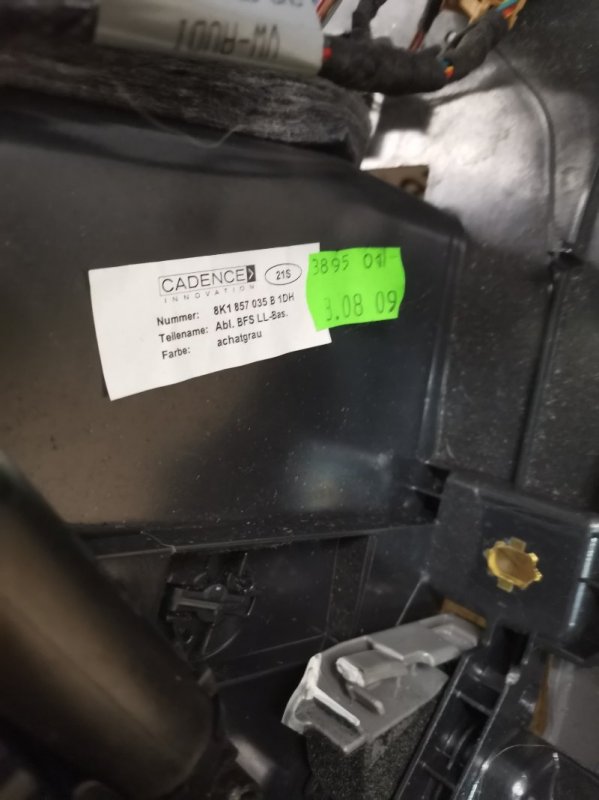 VW-AUDI
CADENCE
INNOVATION
21S
Nummer: 8K1 857 035 B 1DH
Teilename: Abl. BFS LL-Bas.
Farbe: achatgrau
3895 01
3.08 09